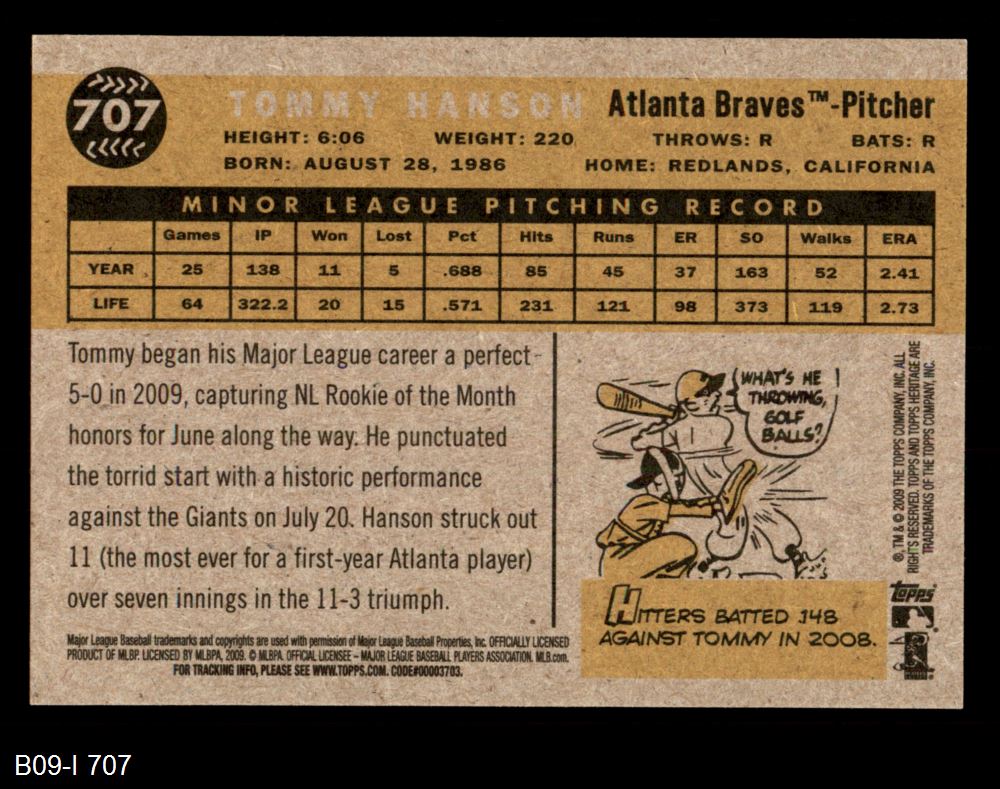 707
TOMMY HANSON Atlanta Braves™-Pitcher
HEIGHT: 6:06 WEIGHT: 220 THROWS: R BATS: R
BORN: AUGUST 28, 1986 HOME: REDLANDS, CALIFORNIA
MINOR LEAGUE PITCHING RECORD
Games IP Won Lost Pct Hits Runs ER SO Walks ERA
YEAR 25 138 11 5 .688 85 45 37 163 52 2.41
LIFE 64 322.2 20 15 .571 231 121 98 373 119 2.73
Tommy began his Major League career a perfect
5-0 in 2009, capturing NL Rookie of the Month
honors for June along the way. He punctuated
the torrid start with a historic performance
against the Giants on July 20. Hanson struck out
11 (the most ever for a first-year Atlanta player)
over seven innings in the 11-3 triumph.
Major League Baseball trademarks and copyrights are used with permission of Major League Baseball Properties, Inc. OFFICIALLY LICENSED
PRODUCT OF MLBP. LICENSED BY MLBPA, 2009. © MLBPA. OFFICIAL LICENSEE – MAJOR LEAGUE BASEBALL PLAYERS ASSOCIATION. MLB.com.
FOR TRACKING INFO, PLEASE SEE WWW.TOPPS.COM. CODE#00003703.
WHAT'S HE
THROWING,
GOLF
BALLS?
HITTERS BATTED .148
AGAINST TOMMY IN 2008.
®, TM & © 2009 THE TOPPS COMPANY, INC. ALL
RIGHTS RESERVED. TOPPS AND TOPPS HERITAGE ARE
TRADEMARKS OF THE TOPPS COMPANY, INC.
Topps
B09-I 707